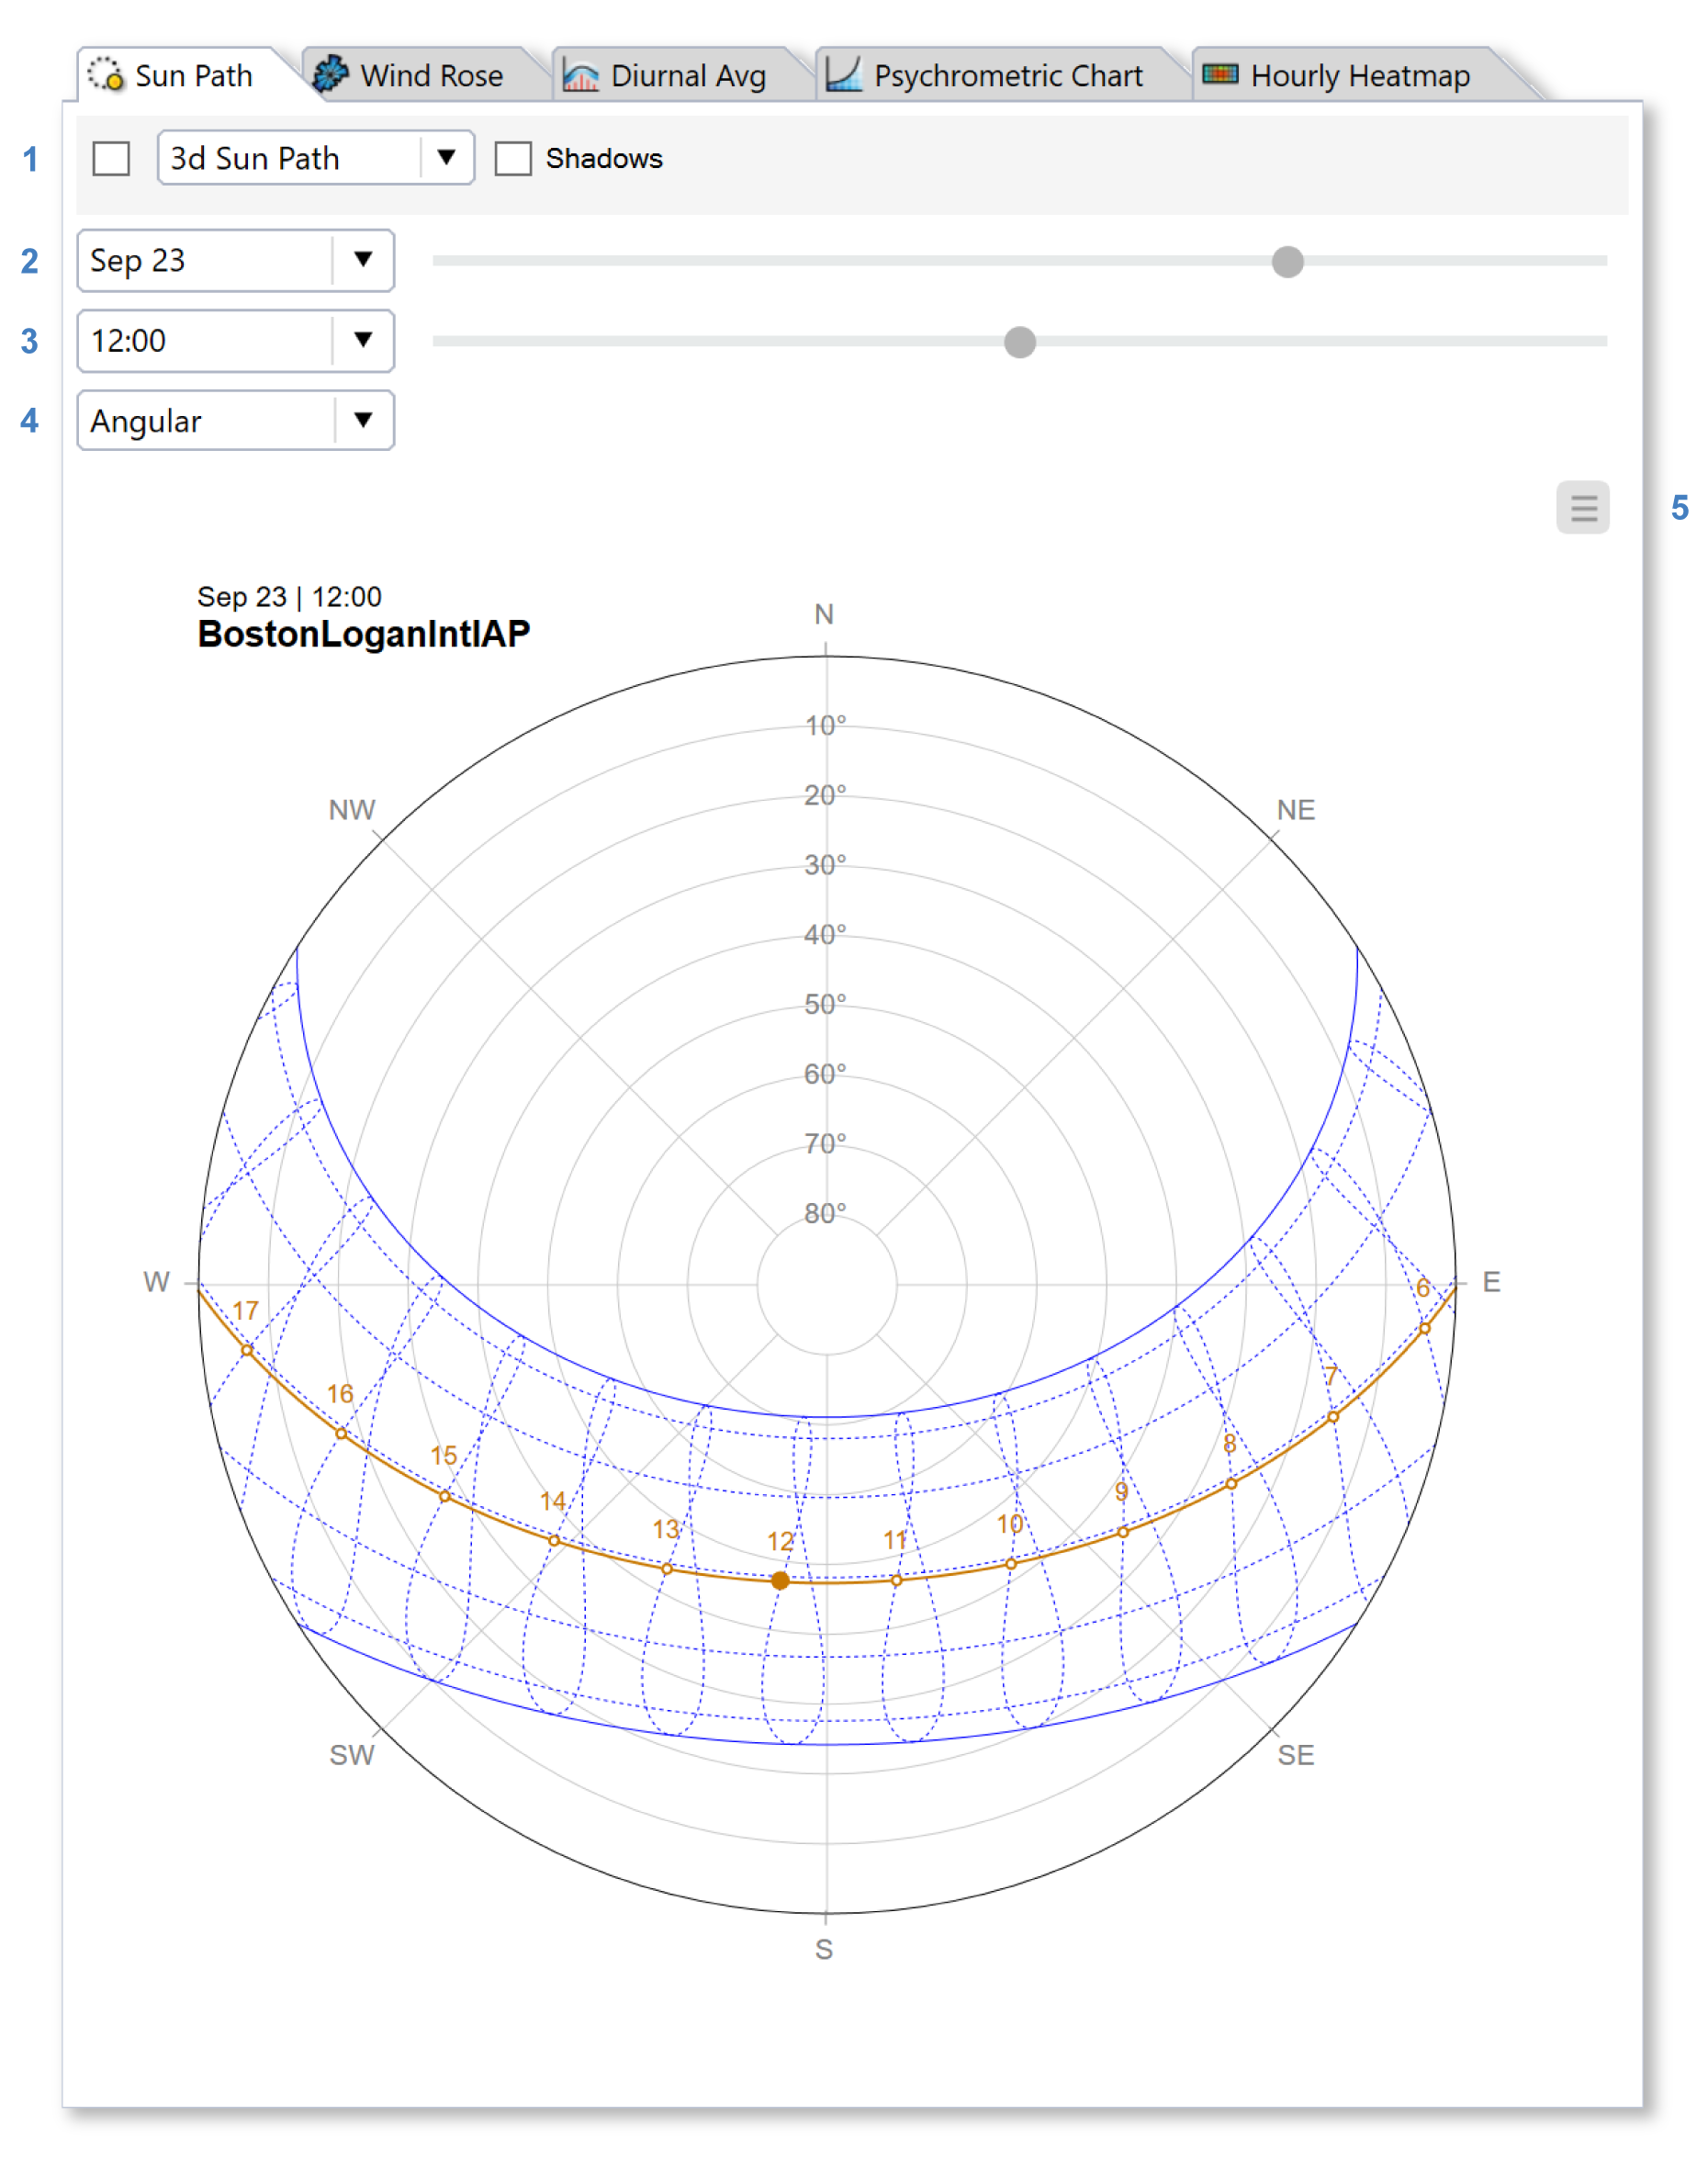 Sun Path Wind Rose Diurnal Avg Psychrometric Chart Hourly Heatmap
1 3d Sun Path Shadows
2 Sep 23
3 12:00
4 Angular
5
Sep 23 | 12:00
BostonLoganIntlAP
N
10°
20°
NW NE
30°
40°
50°
60°
70°
80°
W E
6
17
7
16
8
15
9
14
10
13
11
12
SW SE
S